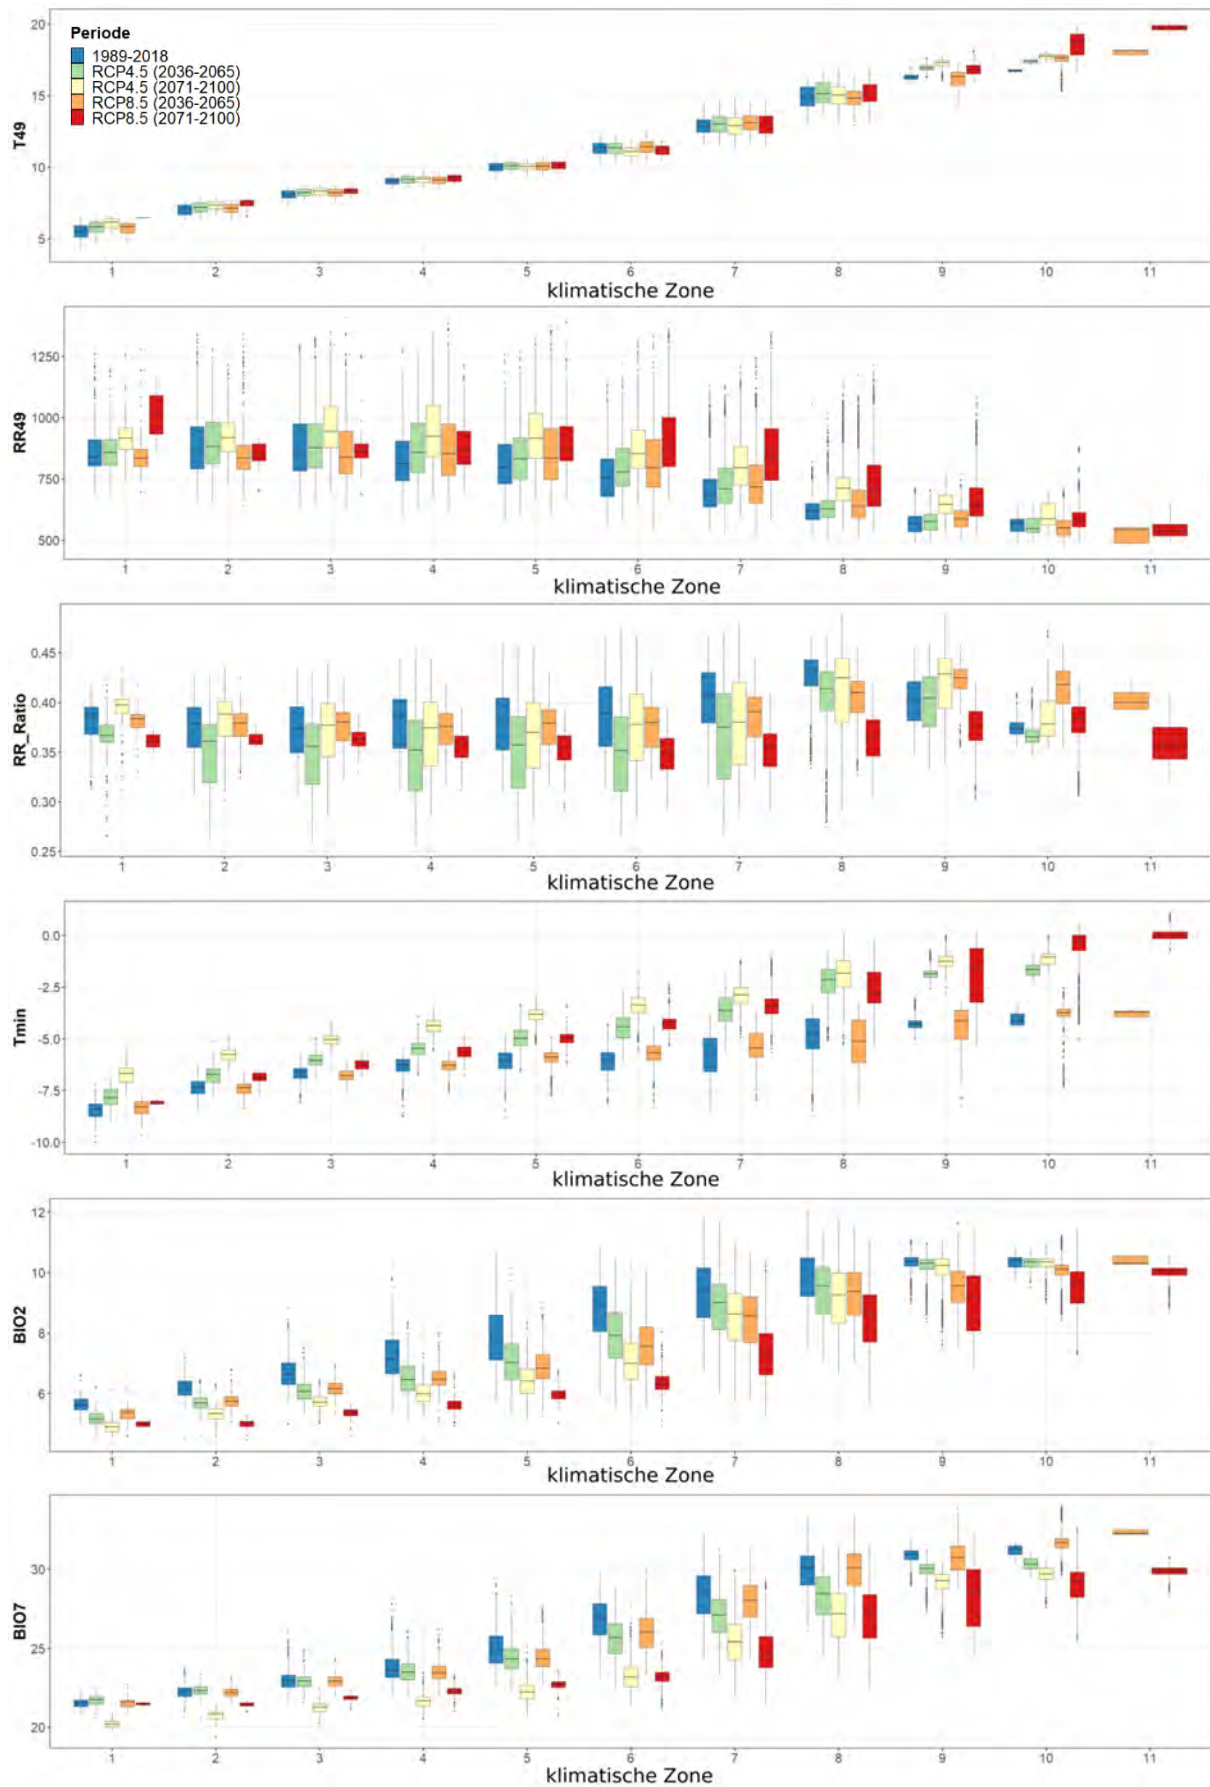 Periode
1989-2018
RCP4.5 (2036-2065)
RCP4.5 (2071-2100)
RCP8.5 (2036-2065)
RCP8.5 (2071-2100)
T49
20
15
10
5
1 2 3 4 5 6 7 8 9 10 11
klimatische Zone
RR49
1250
1000
750
500
1 2 3 4 5 6 7 8 9 10 11
klimatische Zone
RR_Ratio
0.45
0.40
0.35
0.30
0.25
1 2 3 4 5 6 7 8 9 10 11
klimatische Zone
Tmin
0.0
-2.5
-5.0
-7.5
-10.0
1 2 3 4 5 6 7 8 9 10 11
klimatische Zone
BIO2
12
10
8
6
1 2 3 4 5 6 7 8 9 10 11
klimatische Zone
BIO7
30
25
20
1 2 3 4 5 6 7 8 9 10 11
klimatische Zone